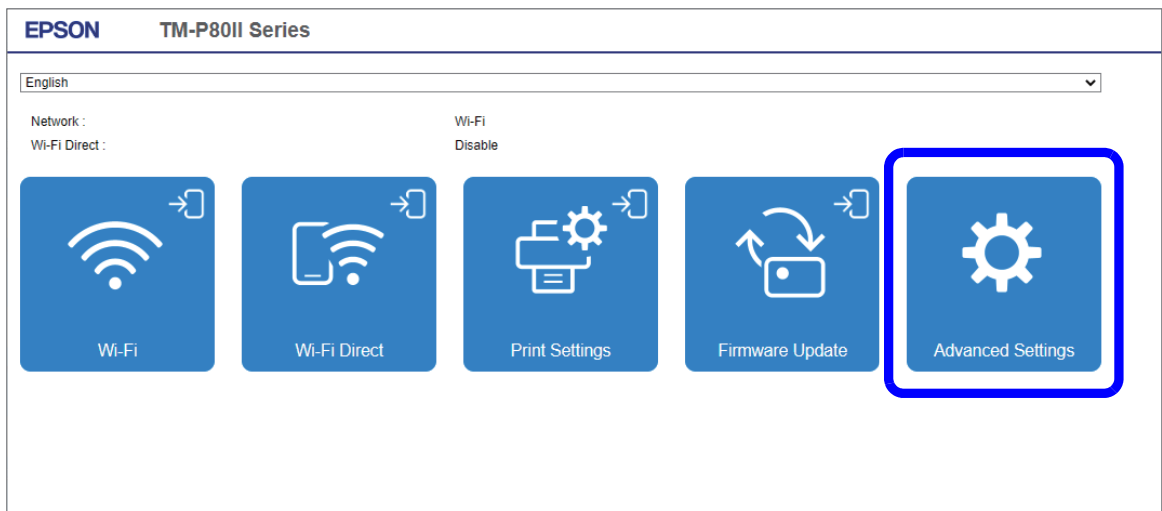 EPSON TM-P80II Series
English
Network : Wi-Fi
Wi-Fi Direct : Disable
Wi-Fi Wi-Fi Direct Print Settings Firmware Update Advanced Settings